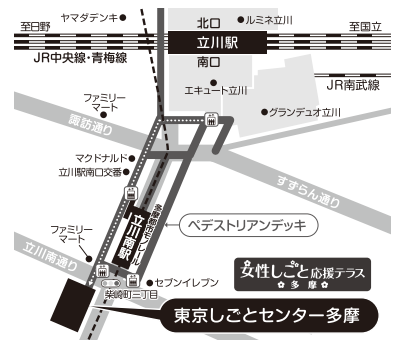 ヤマダデンキ
北口
ルミネ立川
至日野
立川駅
至国立
JR中央線・青梅線
南口
エキュート立川
JR南武線
ファミリー
マート
グランデュオ立川
諏訪通り
マクドナルド
立川駅南口交番
すずらん通り
多摩都市モノレール
立川南駅
ペデストリアンデッキ
ファミリー
マート
立川南通り
セブンイレブン
女性しごと応援テラス
多摩
柴崎町三丁目
東京しごとセンター多摩